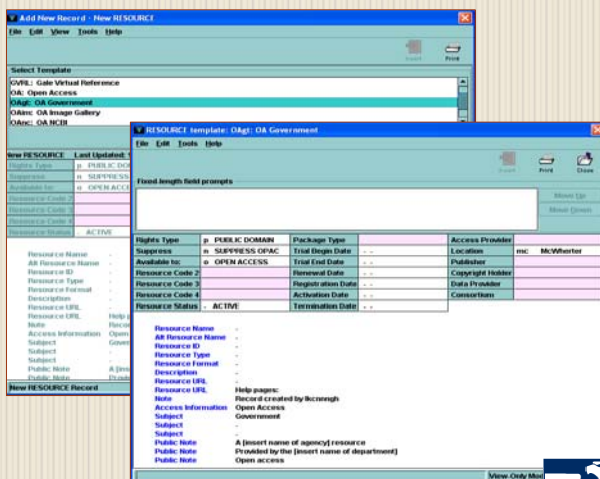 Add New Record - New RESOURCE
File Edit View Tools Help
Insert Print
Select Template
GVRL: Gale Virtual Reference
OA: Open Access
OAgt: OA Government
OAim: OA Image Gallery
OAnc: OA NCBI
New RESOURCE Last Updated:
Rights Type p PUBLIC DO
Suppress n SUPPRESS
Available to: o OPEN ACCE
Resource Code 2
Resource Code 3
Resource Code 4
Resource Status . ACTIVE
Resource Name .
Alt Resource Name .
Resource ID .
Resource Type .
Resource Format .
Description .
Resource URL .
Resource URL Help p
Note Recor
Access Information Open
Subject Gover
Subject .
Subject .
Public Note A [ins
Public Note Provid
New RESOURCE Record
RESOURCE template: OAgt: OA Government
File Edit Tools Help
Insert Print Close
Fixed-length field prompts
Move Up
Move Down
Rights Type p PUBLIC DOMAIN Package Type Access Provider
Suppress n SUPPRESS OPAC Trial Begin Date - - Location mc McWherter
Available to: o OPEN ACCESS Trial End Date - - Publisher
Resource Code 2 Renewal Date - - Copyright Holder
Resource Code 3 Registration Date - - Data Provider
Resource Code 4 Activation Date - - Consortium
Resource Status . ACTIVE Termination Date - -
Resource Name .
Alt Resource Name .
Resource ID .
Resource Type .
Resource Format .
Description .
Resource URL .
Resource URL Help pages:
Note Record created by lkcnnngh
Access Information Open Access
Subject Government
Subject .
Subject .
Public Note A [insert name of agency] resource
Public Note Provided by the [insert name of department]
Public Note Open access
View-Only Mod